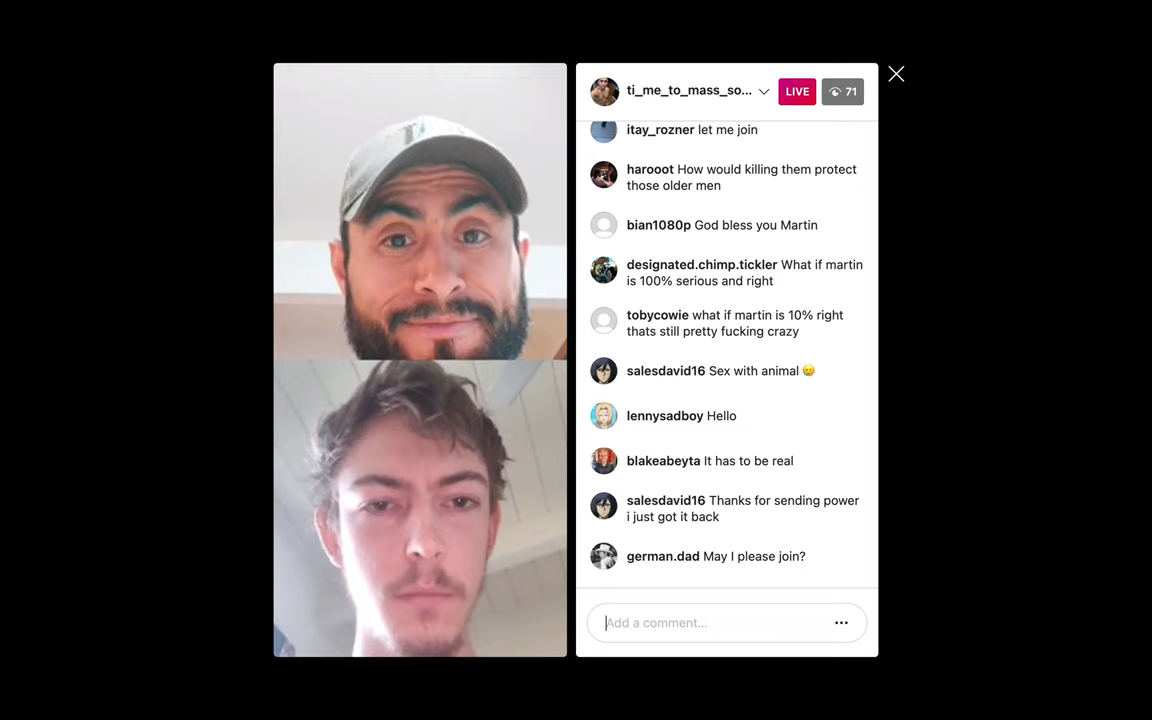 ti_me_to_mass_so...
LIVE
71
itay_rozner let me join
harooot How would killing them protect
those older men
bian1080p God bless you Martin
designated.chimp.tickler What if martin
is 100% serious and right
tobycowie what if martin is 10% right
thats still pretty fucking crazy
salesdavid16 Sex with animal 😢
lennysadboy Hello
blakeabeyta It has to be real
salesdavid16 Thanks for sending power
i just got it back
german.dad May I please join?
Add a comment...